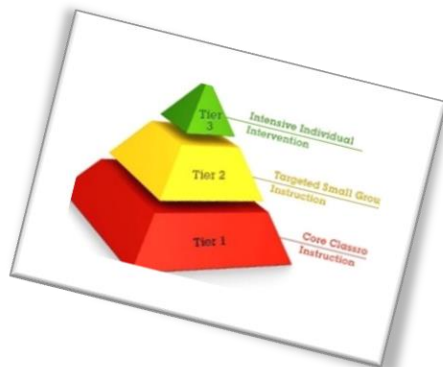 Tier
3
Intensive Individual
Intervention
Tier 2
Targeted Small Grou
Instruction
Tier 1
Core Classro
Instruction